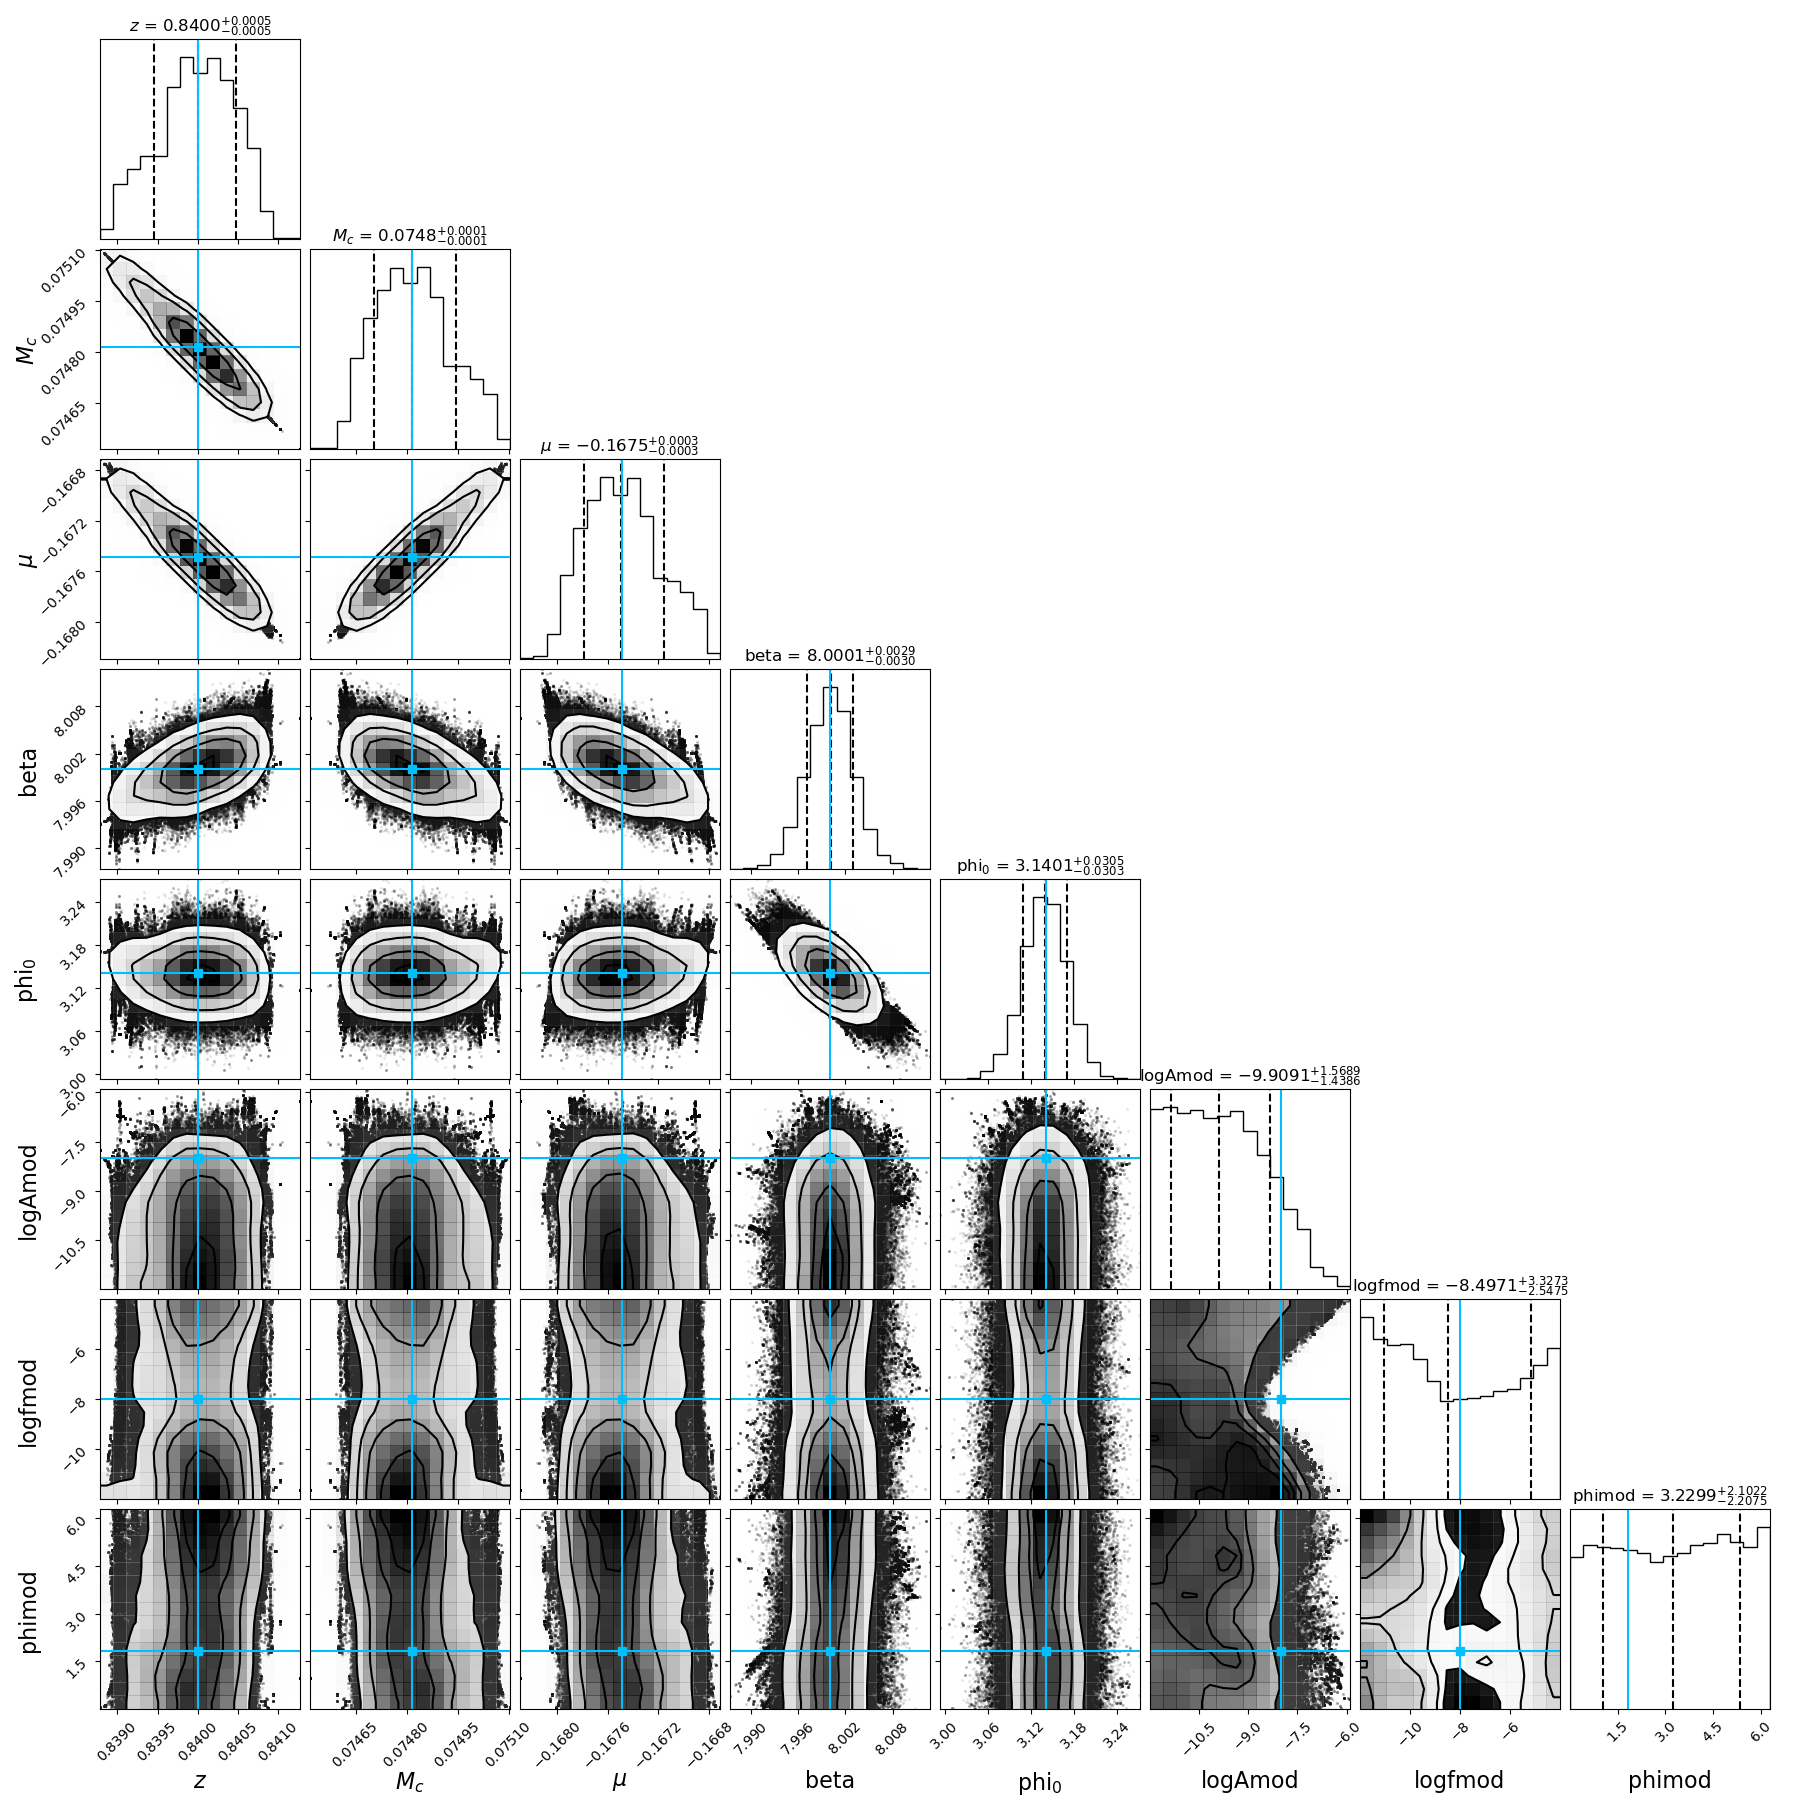 z = 0.8400+0.0005 −0.0005
M_c = 0.0748+0.0001 −0.0001
0.07510
0.07495
0.07480
0.07465
M_c
μ = −0.1675+0.0003 −0.0003
−0.1668
−0.1672
−0.1676
−0.1680
μ
beta = 8.0001+0.0029 −0.0030
8.008
8.002
7.996
7.990
beta
phi_0 = 3.1401+0.0305 −0.0303
3.24
3.18
3.12
3.06
3.00
phi_0
logAmod = −9.9091+1.5689 −1.4386
−6.0
−7.5
−9.0
−10.5
logAmod
logfmod = −8.4971+3.3273 −2.5475
−6
−8
−10
logfmod
phimod = 3.2299+2.1022 −2.2075
6.0
4.5
3.0
1.5
phimod
0.8390 0.8395 0.8400 0.8405 0.8410 0.07465 0.07480 0.07495 0.07510 −0.1680 −0.1676 −0.1672 −0.1668 7.990 7.996 8.002 8.008 3.00 3.06 3.12 3.18 3.24 −10.5 −9.0 −7.5 −6.0 −10 −8 −6 1.5 3.0 4.5 6.0
z M_c μ beta phi_0 logAmod logfmod phimod